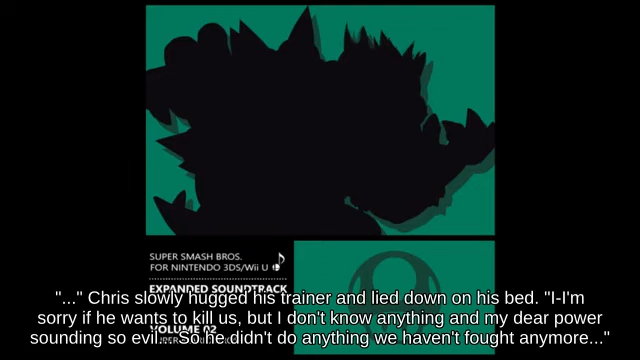 SUPER SMASH BROS.
FOR NINTENDO 3DS/Wii U
EXPANDED SOUNDTRACK
VOLUME 02
"..." Chris slowly hugged his trainer and lied down on his bed. "I-I'm
sorry if he wants to kill us, but I don't know anything and my dear power
sounding so evil... So he didn't do anything we haven't fought anymore..."